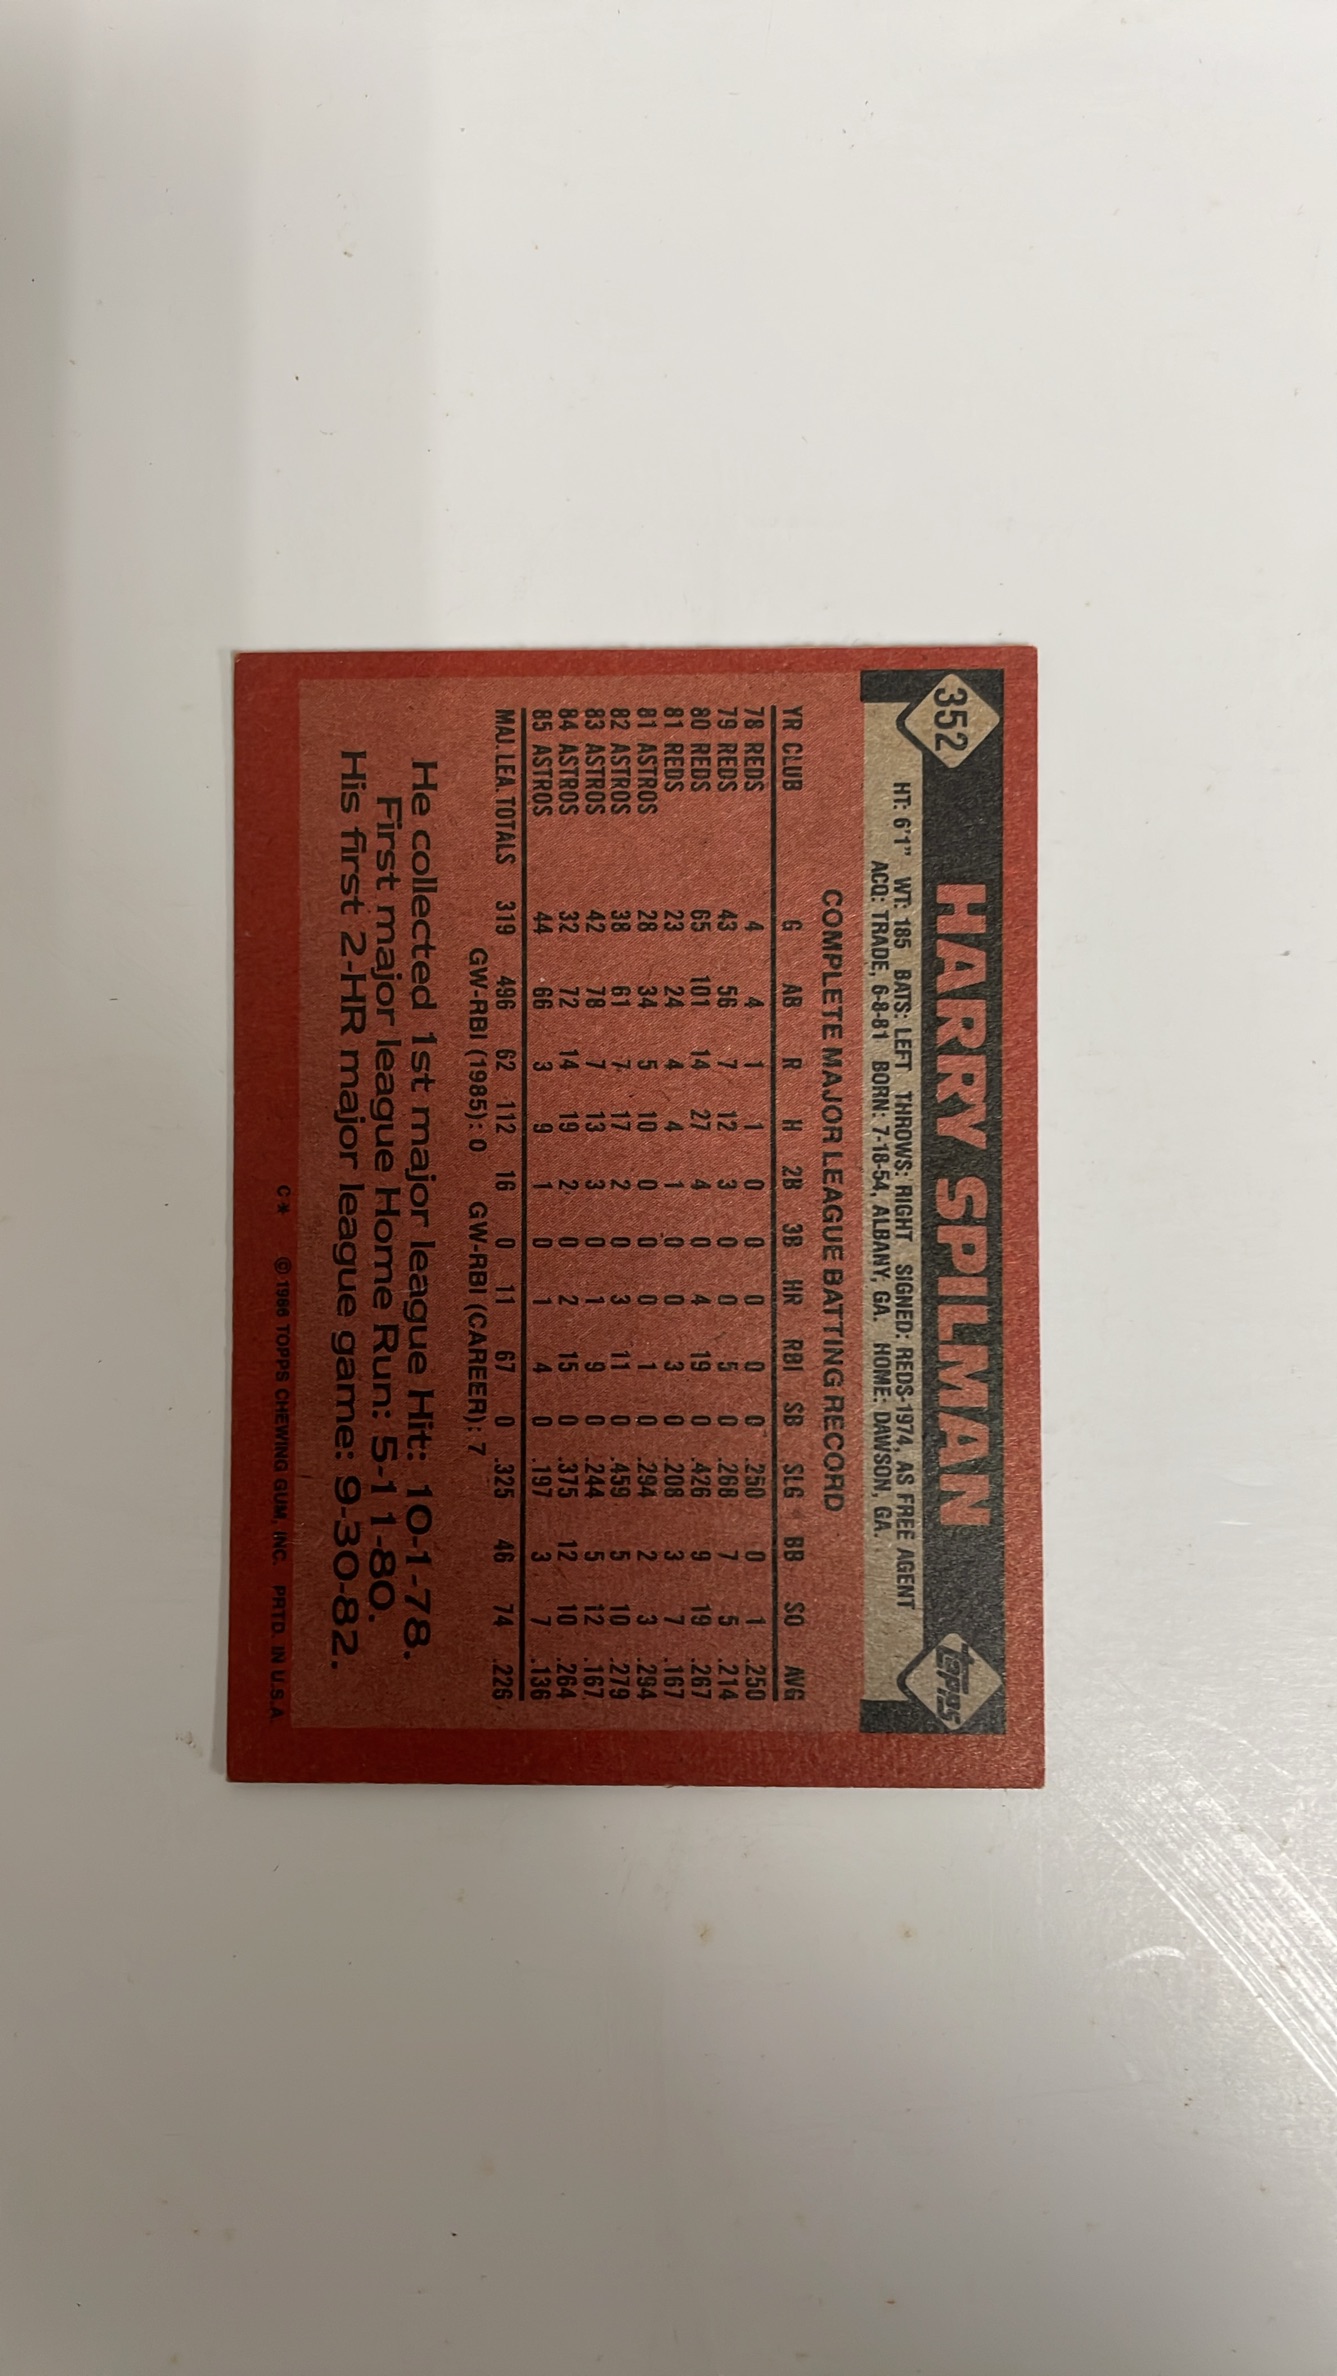 352 HARRY SPILMAN topps
HT: 6'1" WT: 185 BATS: LEFT THROWS: RIGHT SIGNED: REDS-1974, AS FREE AGENT
ACQ: TRADE, 6-8-81 BORN: 7-18-54, ALBANY, GA. HOME: DAWSON, GA.
COMPLETE MAJOR LEAGUE BATTING RECORD
YR CLUB G AB R H 2B 3B HR RBI SB SLG BB SO AVG
78 REDS 4 4 1 1 0 0 0 0 0 .250 0 1 .250
79 REDS 43 56 7 12 3 0 0 5 0 .268 7 5 .214
80 REDS 65 101 14 27 4 0 4 19 0 .426 9 19 .267
81 REDS 23 24 4 4 1 0 0 3 0 .208 3 7 .167
81 ASTROS 28 34 5 10 0 0 0 1 0 .294 2 3 .294
82 ASTROS 38 61 7 17 2 0 3 11 0 .459 5 10 .279
83 ASTROS 42 78 7 13 3 0 1 9 0 .244 5 12 .167
84 ASTROS 32 72 14 19 2 0 2 15 0 .375 12 10 .264
85 ASTROS 44 66 3 9 1 0 1 4 0 .197 3 7 .136
MAJ. LEA. TOTALS 319 496 62 112 16 0 11 67 0 .325 46 74 .226
GW-RBI (1985): 0 GW-RBI (CAREER): 7
He collected 1st major league Hit: 10-1-78.
First major league Home Run: 5-11-80.
His first 2-HR major league game: 9-30-82.
C* © 1986 TOPPS CHEWING GUM, INC. PRTD. IN U.S.A.